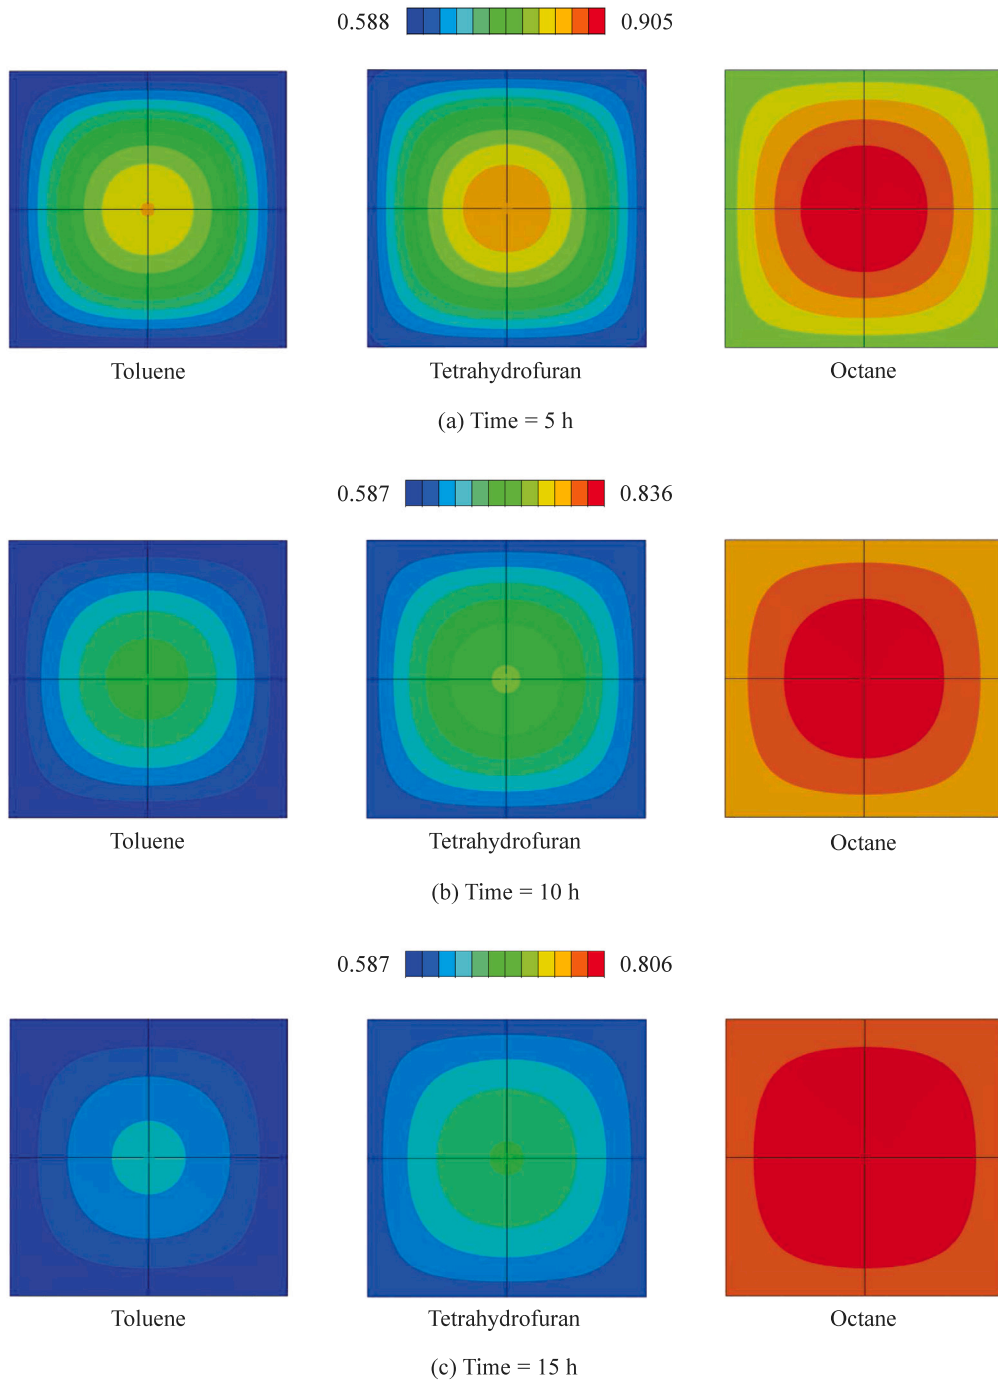 0.588 0.905
Toluene Tetrahydrofuran Octane
(a) Time = 5 h
0.587 0.836
Toluene Tetrahydrofuran Octane
(b) Time = 10 h
0.587 0.806
Toluene Tetrahydrofuran Octane
(c) Time = 15 h